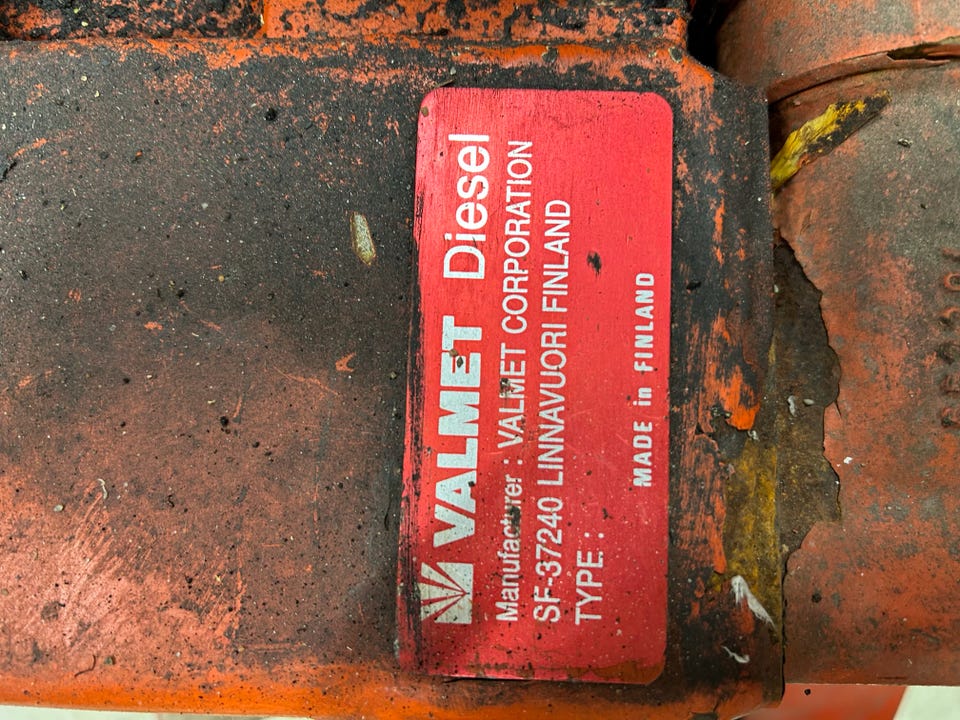 VALMET Diesel
Manufacturer : VALMET CORPORATION
SF-37240 LINNAVUORI FINLAND
TYPE :
MADE in FINLAND